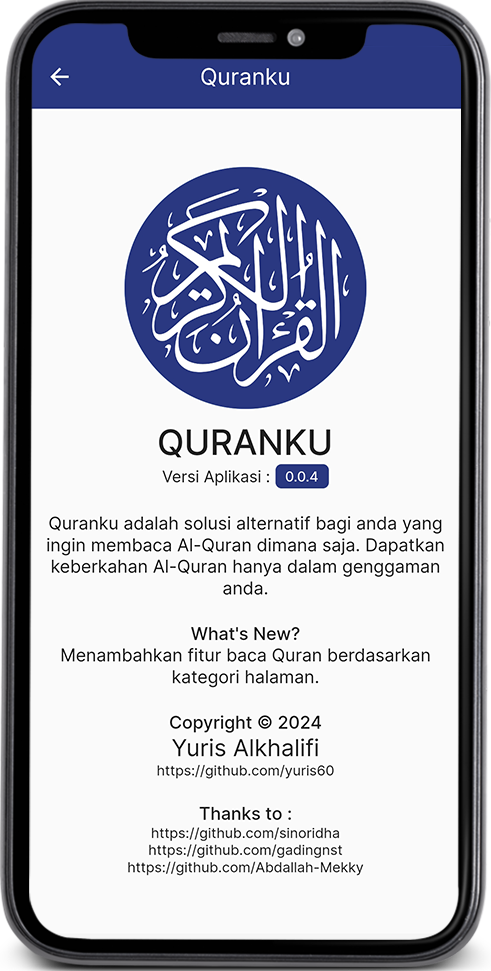 Quranku
القرآن الكريم
QURANKU
Versi Aplikasi : 0.0.4
Quranku adalah solusi alternatif bagi anda yang
ingin membaca Al-Quran dimana saja. Dapatkan
keberkahan Al-Quran hanya dalam genggaman
anda.
What's New?
Menambahkan fitur baca Quran berdasarkan
kategori halaman.
Copyright © 2024
Yuris Alkhalifi
https://github.com/yuris60
Thanks to :
https://github.com/sinoridha
https://github.com/gadingnst
https://github.com/Abdallah-Mekky